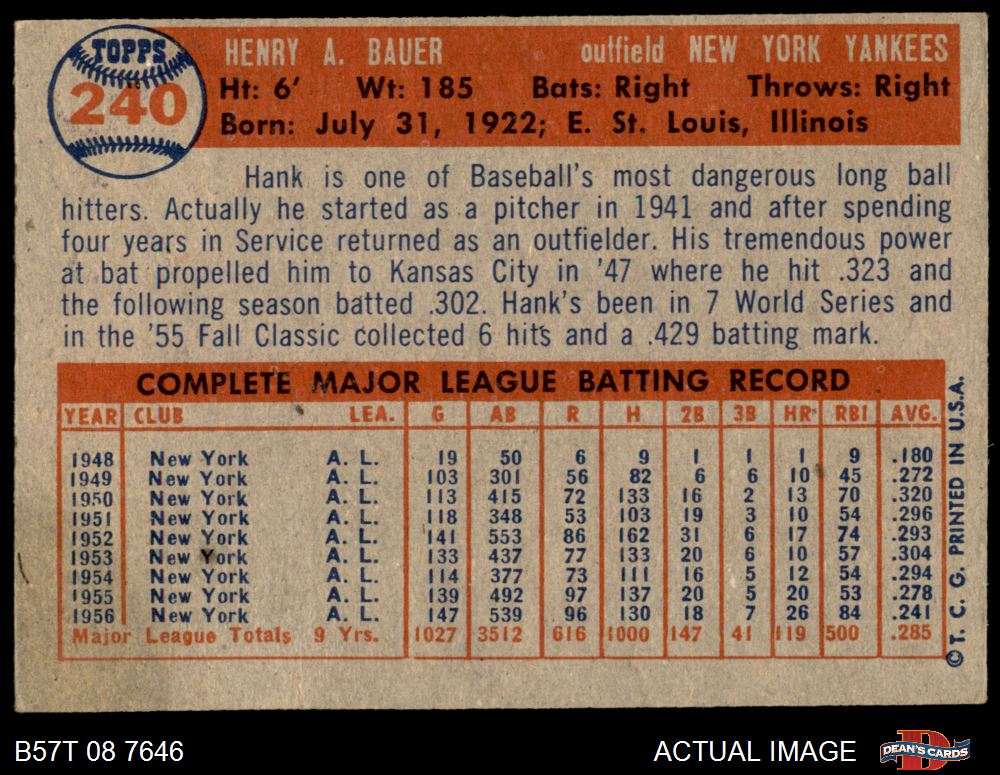 TOPPS
240
HENRY A. BAUER outfield NEW YORK YANKEES
Ht: 6' Wt: 185 Bats: Right Throws: Right
Born: July 31, 1922; E. St. Louis, Illinois
Hank is one of Baseball's most dangerous long ball
hitters. Actually he started as a pitcher in 1941 and after spending
four years in Service returned as an outfielder. His tremendous power
at bat propelled him to Kansas City in '47 where he hit .323 and
the following season batted .302. Hank's been in 7 World Series and
in the '55 Fall Classic collected 6 hits and a .429 batting mark.
COMPLETE MAJOR LEAGUE BATTING RECORD
YEAR CLUB LEA. G AB R H 2B 3B HR RBI AVG.
1948 New York A. L. 19 50 6 9 1 1 1 9 .180
1949 New York A. L. 103 301 56 82 6 6 10 45 .272
1950 New York A. L. 113 415 72 133 16 2 13 70 .320
1951 New York A. L. 118 348 53 103 19 3 10 54 .296
1952 New York A. L. 141 553 86 162 31 6 17 74 .293
1953 New York A. L. 133 437 77 133 20 6 10 57 .304
1954 New York A. L. 114 377 73 111 16 5 12 54 .294
1955 New York A. L. 139 492 97 137 20 5 20 53 .278
1956 New York A. L. 147 539 96 130 18 7 26 84 .241
Major League Totals 9 Yrs. 1027 3512 616 1000 147 41 119 500 .285
©T. C. G. PRINTED IN U.S.A.
B57T 08 7646 ACTUAL IMAGE
DEAN'S CARDS